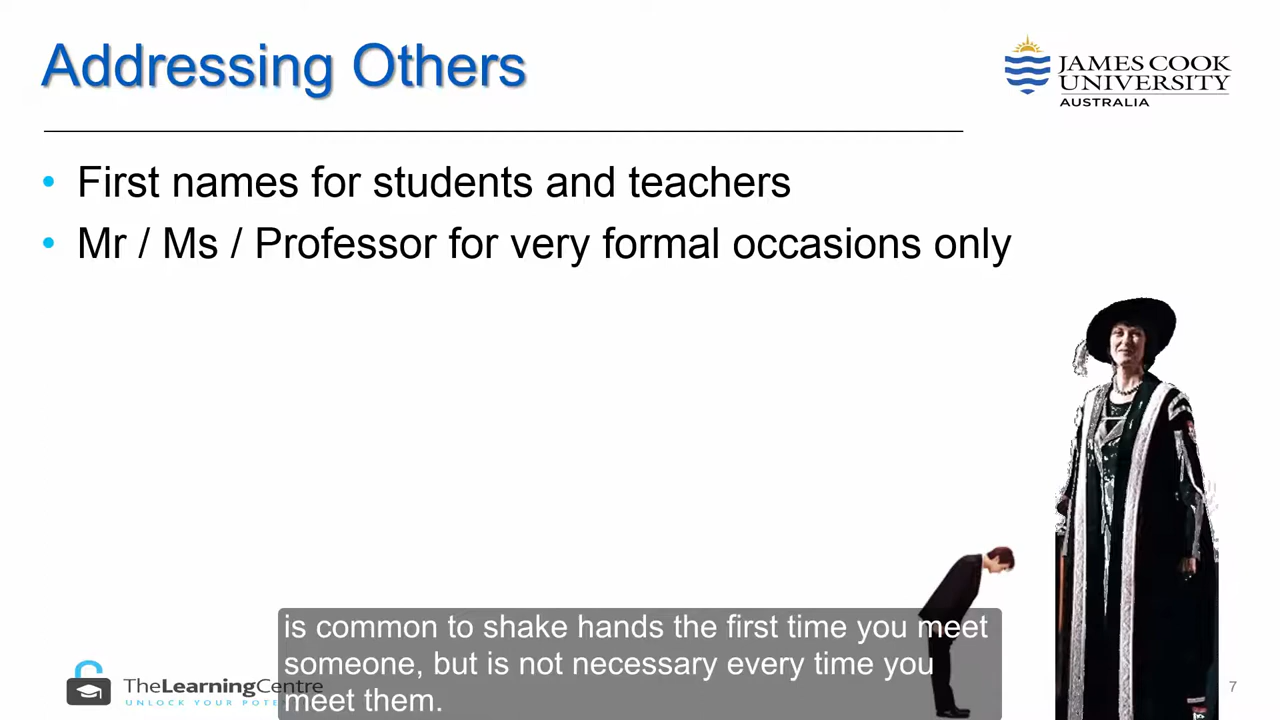 Addressing Others
JAMES COOK
UNIVERSITY
AUSTRALIA
• First names for students and teachers
• Mr / Ms / Professor for very formal occasions only
is common to shake hands the first time you meet
someone, but is not necessary every time you
meet them.
TheLearningCentre
UNLOCK YOUR
7